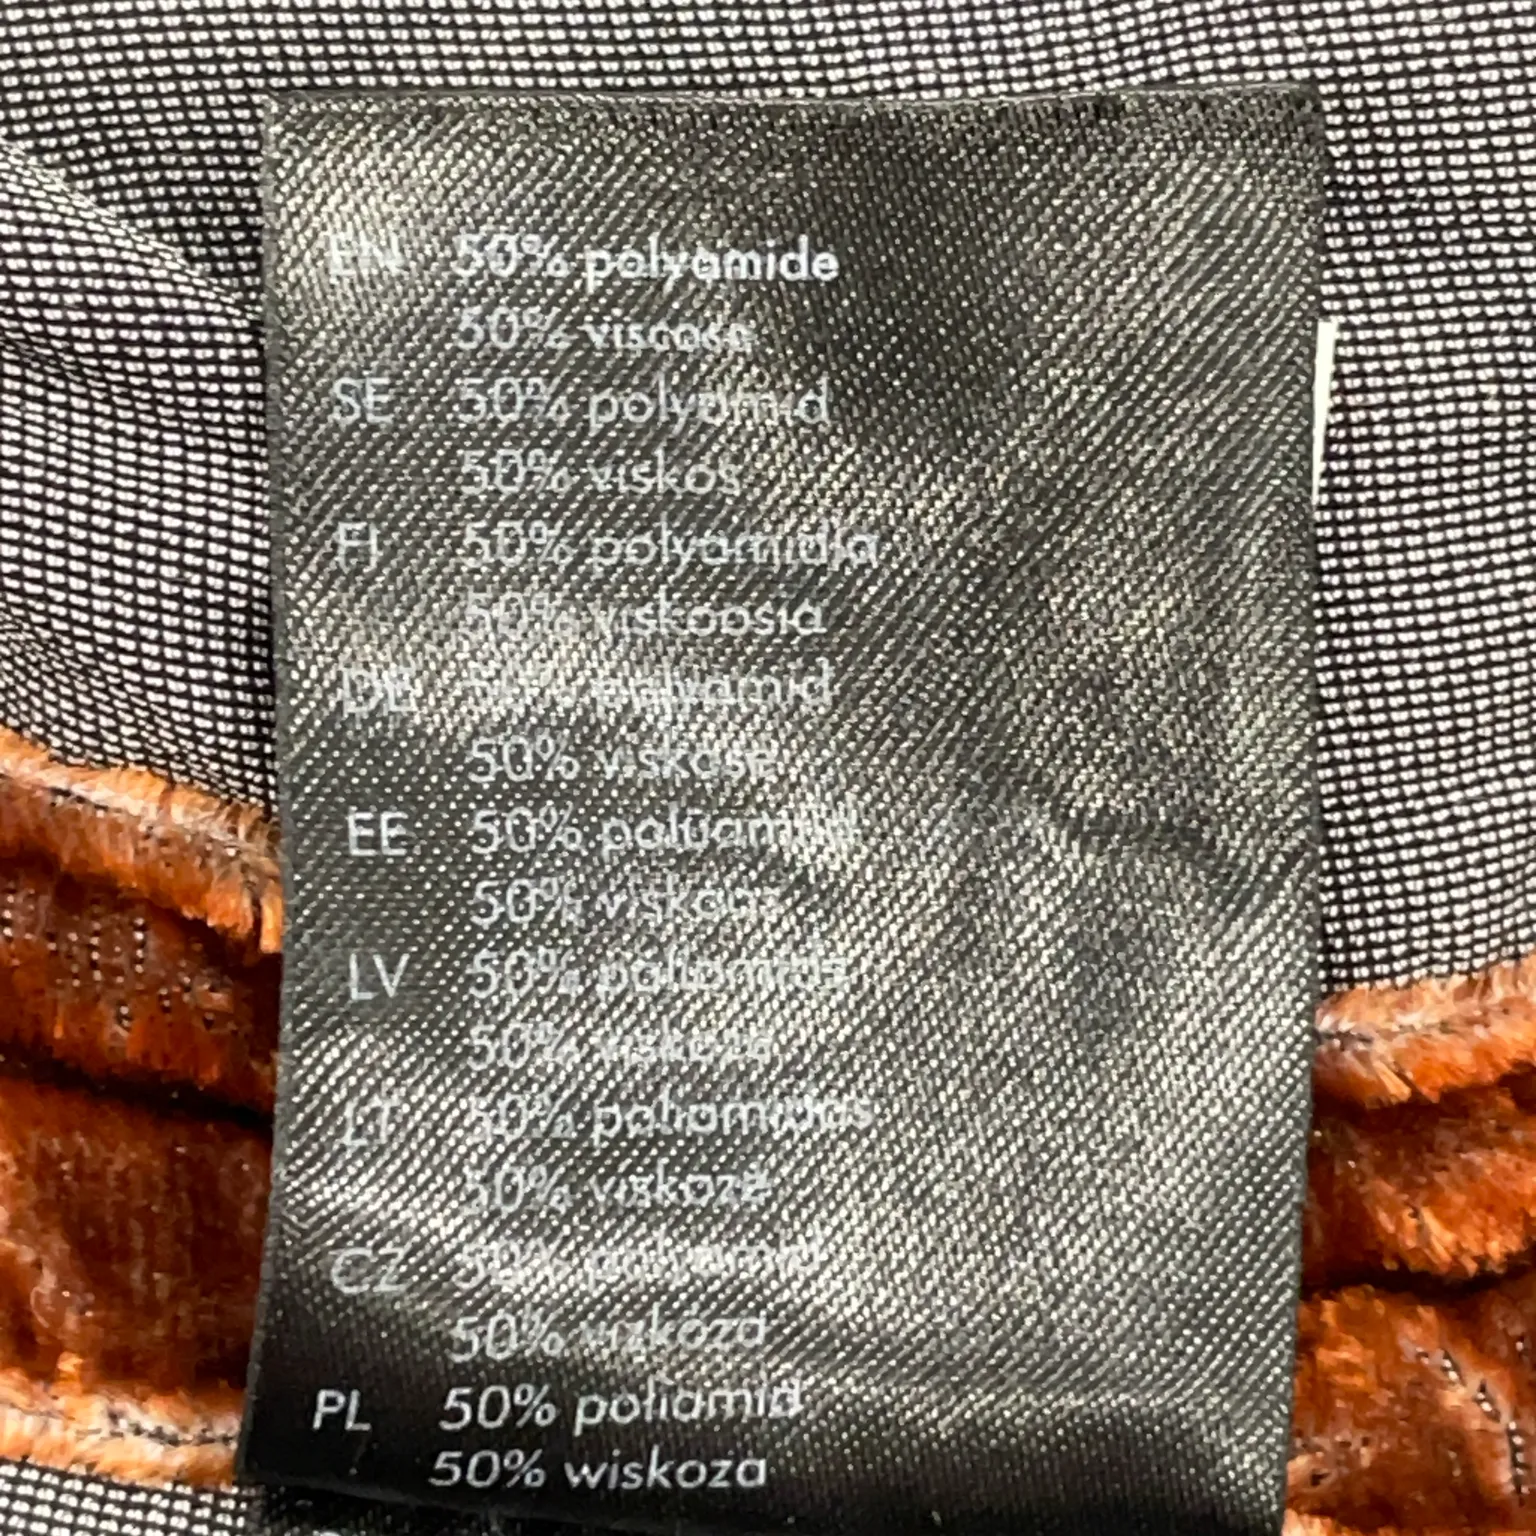 EN 50% polyamide
50% viscose
SE 50% polyamid
50% viskos
FI 50% polyamidia
50% viskoosia
DE 50% polyamid
50% viskose
EE 50% polüamiid
50% viskoos
LV 50% poliamīds
50% viskoze
LT 50% poliamidas
50% viskozė
CZ 50% polyamid
50% vizkóza
PL 50% poliamid
50% wiskoza